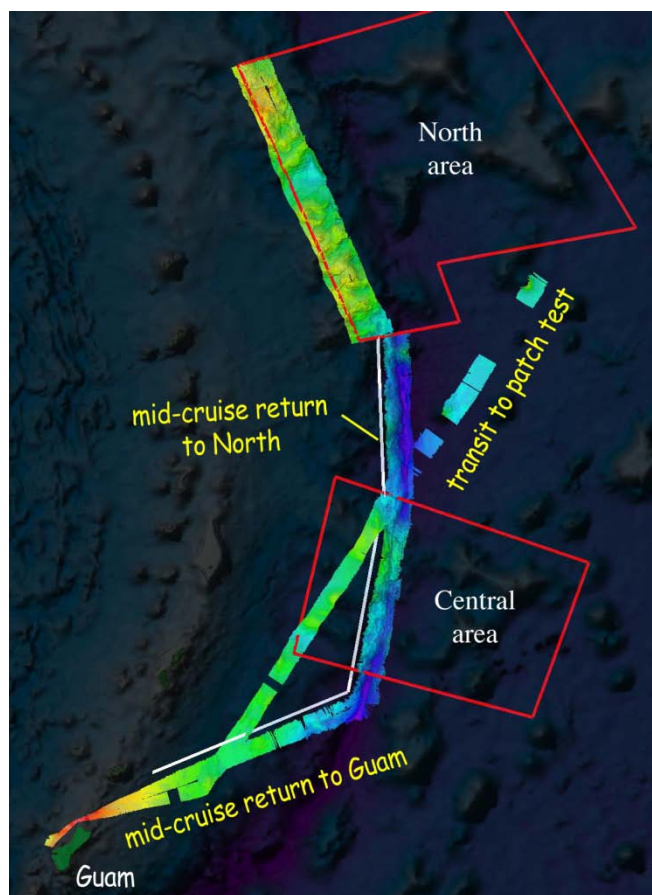 North
area
transit to patch test
mid-cruise return
to North
Central
area
mid-cruise return to Guam
Guam